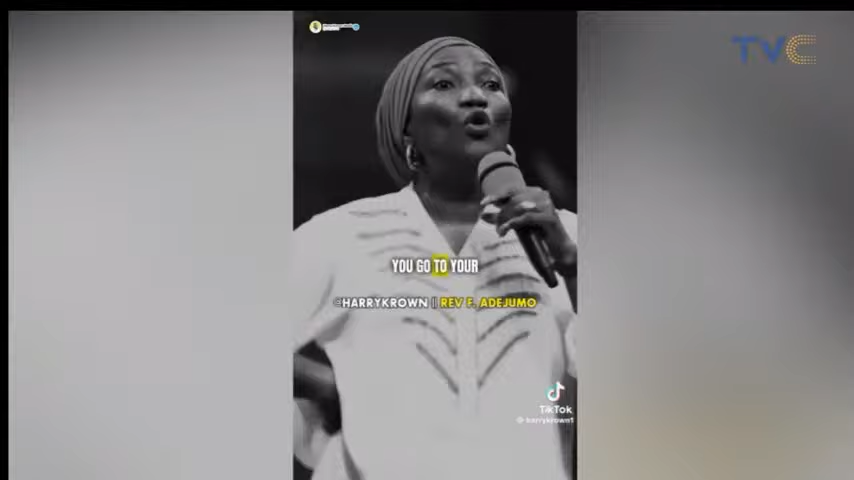 TVC
YOU GO TO YOUR
@HARRYKROWN || REV F. ADEJUMO
TikTok
harrykrown1